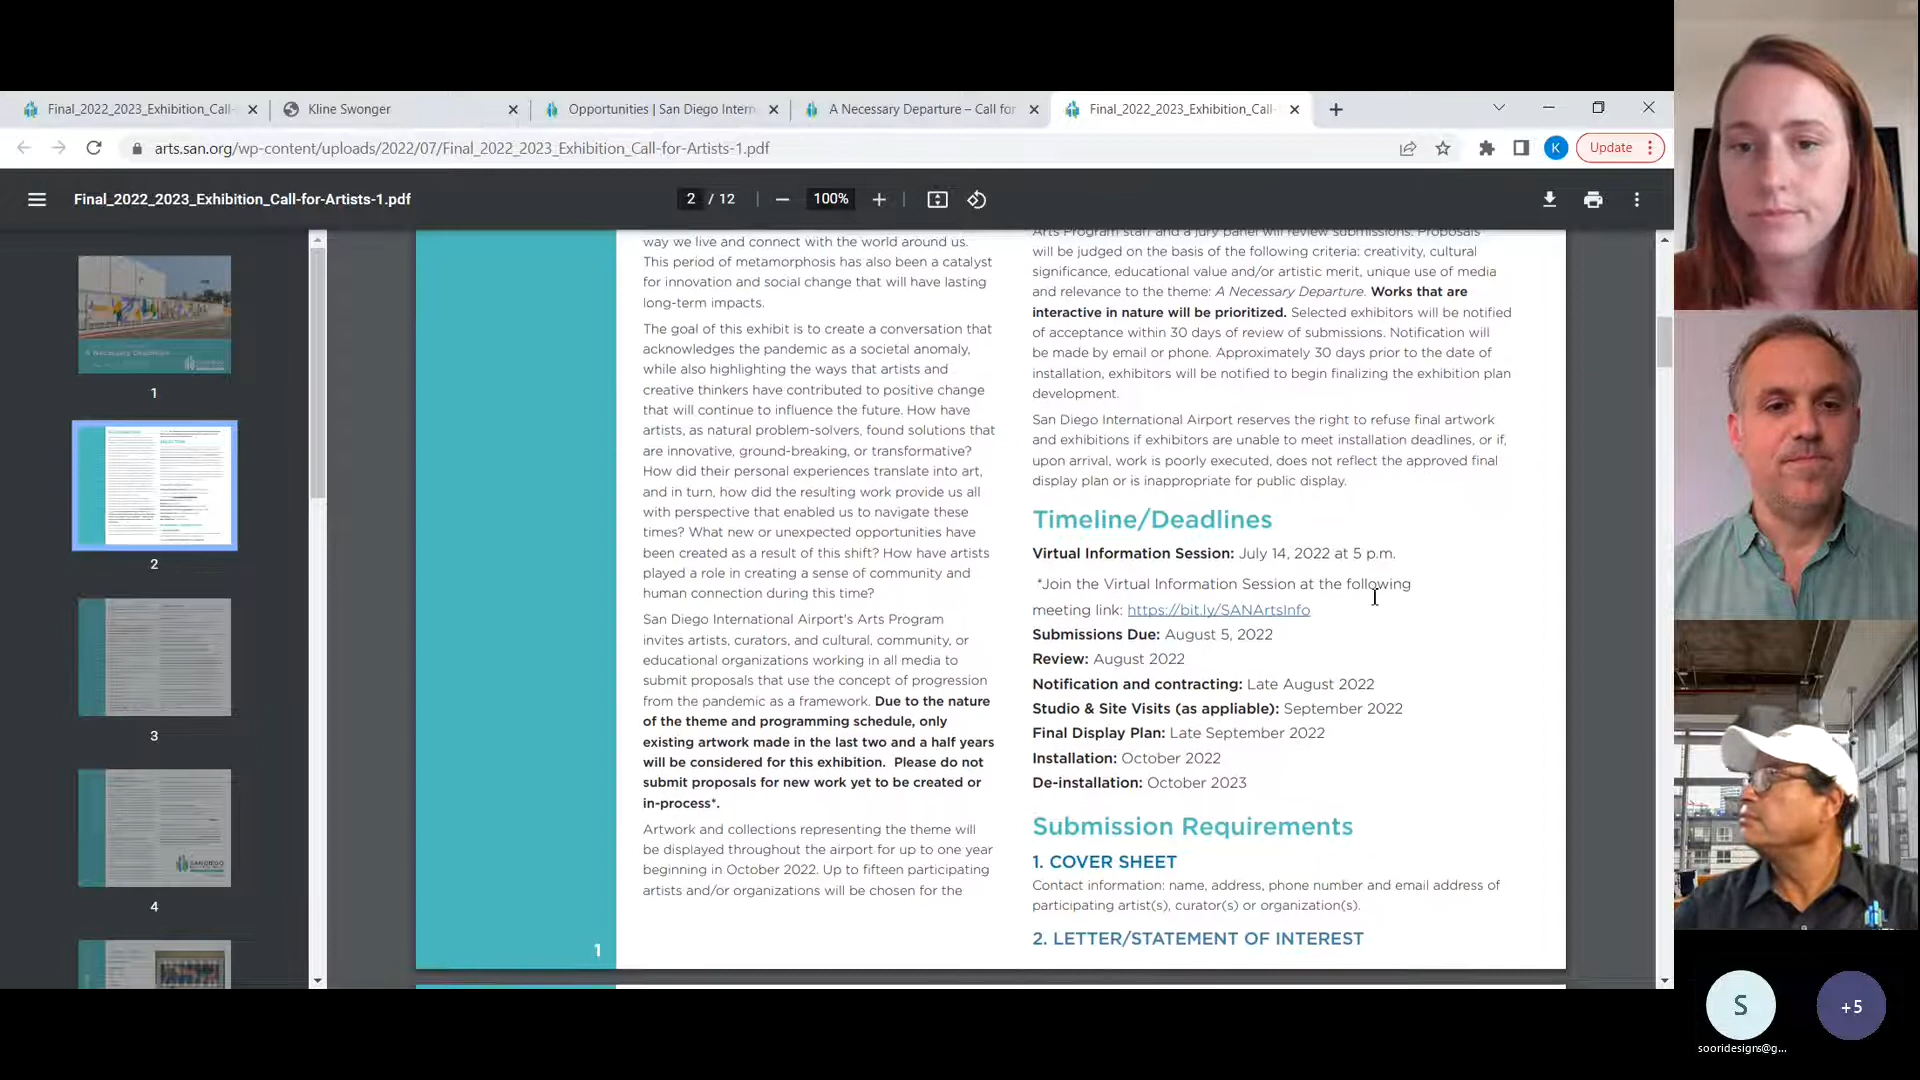 Final_2022_2023_Exhibition_Call-
Kline Swonger
Opportunities | San Diego Intern
A Necessary Departure – Call for
Final_2022_2023_Exhibition_Call-
arts.san.org/wp-content/uploads/2022/07/Final_2022_2023_Exhibition_Call-for-Artists-1.pdf
K
Update
Final_2022_2023_Exhibition_Call-for-Artists-1.pdf
2 / 12
100%
1
2
3
4
way we live and connect with the world around us.
This period of metamorphosis has also been a catalyst
for innovation and social change that will have lasting
long-term impacts.
The goal of this exhibit is to create a conversation that
acknowledges the pandemic as a societal anomaly,
while also highlighting the ways that artists and
creative thinkers have contributed to positive change
that will continue to influence the future. How have
artists, as natural problem-solvers, found solutions that
are innovative, ground-breaking, or transformative?
How did their personal experiences translate into art,
and in turn, how did the resulting work provide us all
with perspective that enabled us to navigate these
times? What new or unexpected opportunities have
been created as a result of this shift? How have artists
played a role in creating a sense of community and
human connection during this time?
San Diego International Airport's Arts Program
invites artists, curators, and cultural, community, or
educational organizations working in all media to
submit proposals that use the concept of progression
from the pandemic as a framework. Due to the nature
of the theme and programming schedule, only
existing artwork made in the last two and a half years
will be considered for this exhibition. Please do not
submit proposals for new work yet to be created or
in-process*.
Artwork and collections representing the theme will
be displayed throughout the airport for up to one year
beginning in October 2022. Up to fifteen participating
artists and/or organizations will be chosen for the
1
Arts Program staff and a jury panel will review submissions. Proposals
will be judged on the basis of the following criteria: creativity, cultural
significance, educational value and/or artistic merit, unique use of media
and relevance to the theme: A Necessary Departure. Works that are
interactive in nature will be prioritized. Selected exhibitors will be notified
of acceptance within 30 days of review of submissions. Notification will
be made by email or phone. Approximately 30 days prior to the date of
installation, exhibitors will be notified to begin finalizing the exhibition plan
development.
San Diego International Airport reserves the right to refuse final artwork
and exhibitions if exhibitors are unable to meet installation deadlines, or if,
upon arrival, work is poorly executed, does not reflect the approved final
display plan or is inappropriate for public display.
Timeline/Deadlines
Virtual Information Session: July 14, 2022 at 5 p.m.
*Join the Virtual Information Session at the following
meeting link: https://bit.ly/SANArtsInfo
Submissions Due: August 5, 2022
Review: August 2022
Notification and contracting: Late August 2022
Studio & Site Visits (as appliable): September 2022
Final Display Plan: Late September 2022
Installation: October 2022
De-installation: October 2023
Submission Requirements
1. COVER SHEET
Contact information: name, address, phone number and email address of
participating artist(s), curator(s) or organization(s).
2. LETTER/STATEMENT OF INTEREST
S
+5
sooridesigns@g...